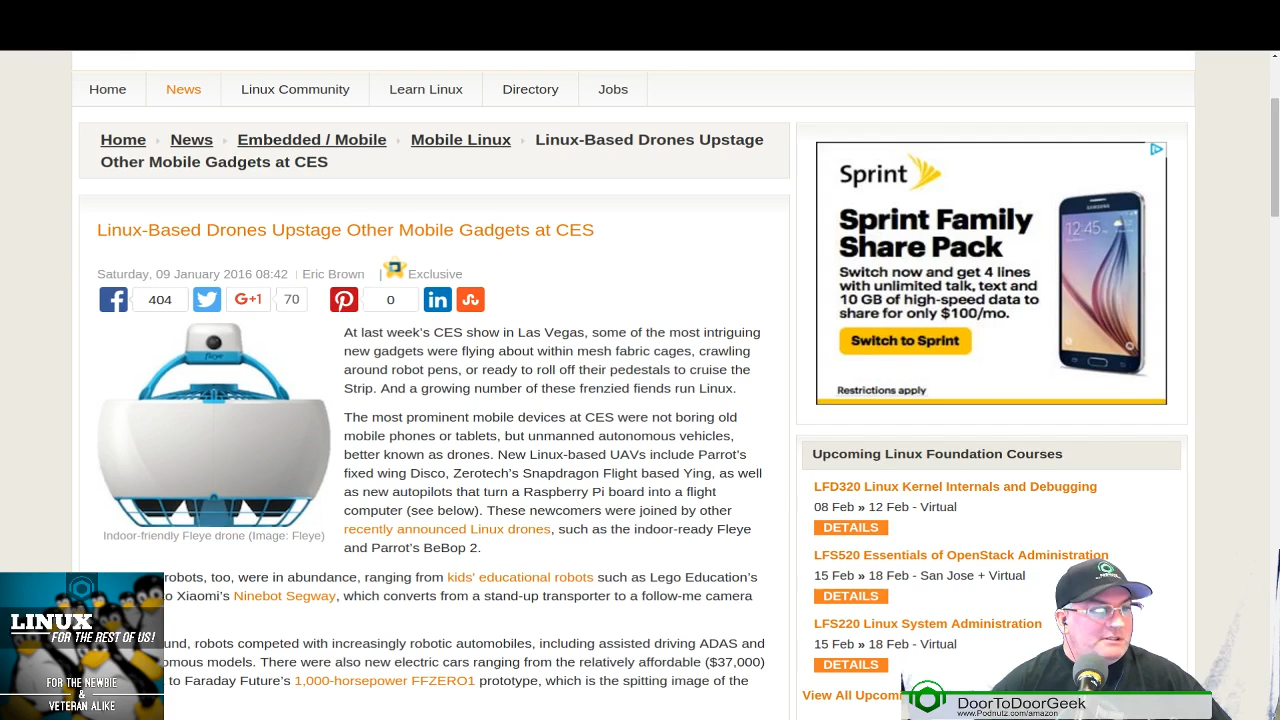 Home News Linux Community Learn Linux Directory Jobs
Home News Embedded / Mobile Mobile Linux Linux-Based Drones Upstage
Other Mobile Gadgets at CES
Linux-Based Drones Upstage Other Mobile Gadgets at CES
Saturday, 09 January 2016 08:42 | Eric Brown | Exclusive
404 G+1 70 0 in
fleye
Indoor-friendly Fleye drone (Image: Fleye)
At last week's CES show in Las Vegas, some of the most intriguing
new gadgets were flying about within mesh fabric cages, crawling
around robot pens, or ready to roll off their pedestals to cruise the
Strip. And a growing number of these frenzied fiends run Linux.
The most prominent mobile devices at CES were not boring old
mobile phones or tablets, but unmanned autonomous vehicles,
better known as drones. New Linux-based UAVs include Parrot's
fixed wing Disco, Zerotech's Snapdragon Flight based Ying, as well
as new autopilots that turn a Raspberry Pi board into a flight
computer (see below). These newcomers were joined by other
recently announced Linux drones, such as the indoor-ready Fleye
and Parrot's BeBop 2.
robots, too, were in abundance, ranging from kids' educational robots such as Lego Education's
o Xiaomi's Ninebot Segway, which converts from a stand-up transporter to a follow-me camera
und, robots competed with increasingly robotic automobiles, including assisted driving ADAS and
omous models. There were also new electric cars ranging from the relatively affordable ($37,000)
to Faraday Future's 1,000-horsepower FFZERO1 prototype, which is the spitting image of the
Sprint
Sprint Family
Share Pack
Switch now and get 4 lines
with unlimited talk, text and
10 GB of high-speed data to
share for only $100/mo.
Switch to Sprint
Restrictions apply
SAMSUNG
12:45
Upcoming Linux Foundation Courses
LFD320 Linux Kernel Internals and Debugging
08 Feb » 12 Feb - Virtual
DETAILS
LFS520 Essentials of OpenStack Administration
15 Feb » 18 Feb - San Jose + Virtual
DETAILS
LFS220 Linux System Administration
15 Feb » 18 Feb - Virtual
DETAILS
View All Upcom
LINUX
FOR THE REST OF US!
FOR THE NEWBIE
&
VETERAN ALIKE
DoorToDoorGeek
www.Podnutz.com/amazon